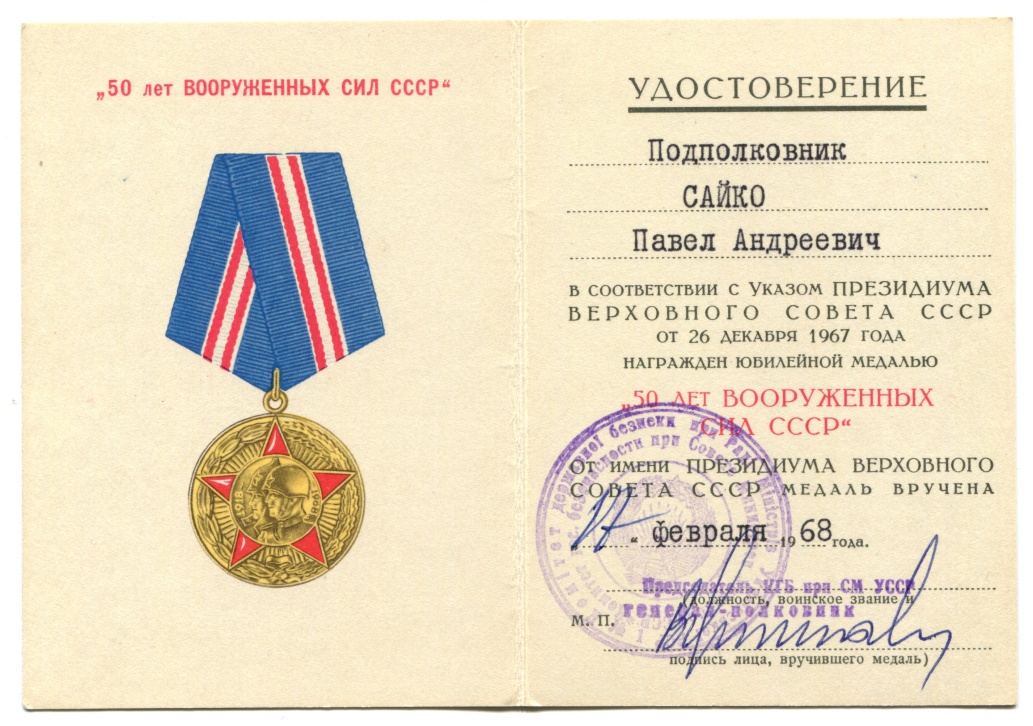 „50 лет ВООРУЖЕННЫХ СИЛ СССР“
1918
1968
УДОСТОВЕРЕНИЕ
Подполковник
САЙКО
Павел Андреевич
В СООТВЕТСТВИИ С УКАЗОМ ПРЕЗИДИУМА
ВЕРХОВНОГО СОВЕТА СССР
ОТ 26 ДЕКАБРЯ 1967 ГОДА
НАГРАЖДЕН ЮБИЛЕЙНОЙ МЕДАЛЬЮ
„50 ЛЕТ ВООРУЖЕННЫХ
СИЛ СССР“
ОТ ИМЕНИ ПРЕЗИДИУМА ВЕРХОВНОГО
СОВЕТА СССР МЕДАЛЬ ВРУЧЕНА
„17“ февраля 1968 года.
Председатель КГБ при СМ УССР
(должность, воинское звание и
генерал-полковник
М. П.
подпись лица, вручившего медаль)